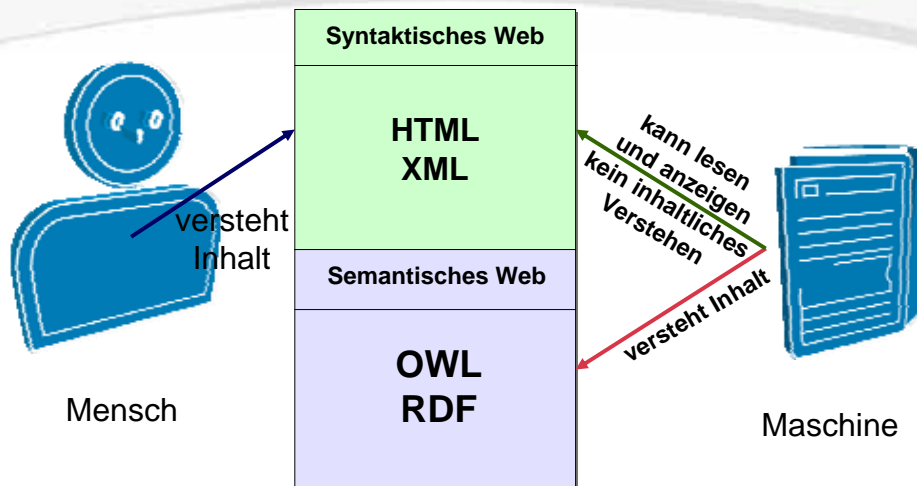 Syntaktisches Web
HTML
XML
versteht
Inhalt
kann lesen
und anzeigen
kein inhaltliches
Verstehen
Semantisches Web
versteht Inhalt
OWL
RDF
Mensch
Maschine